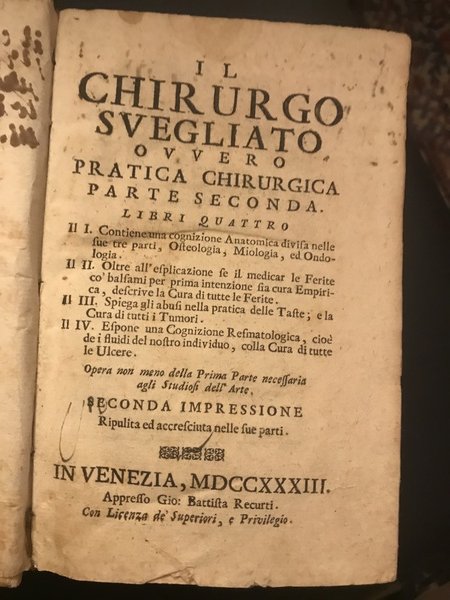 IL
CHIRURGO
SVEGLIATO
OVVERO
PRATICA CHIRURGICA
PARTE SECONDA.
LIBRI QUATTRO
Il I. Contiene una cognizione Anatomica divisa nelle
sue tre parti, Osteologia, Miologia, ed Ondo-
logia.
Il II. Oltre all'esplicazione se il medicar le Ferite
co' balsami per prima intenzione sia cura Empiri-
ca, descrive la Cura di tutte le Ferite.
Il III. Spiega gli abusi nella pratica delle Taste; e la
Cura di tutti i Tumori.
Il IV. Espone una Cognizione Resmatologica, cioè
de i fluidi del nostro individuo, colla Cura di tutte
le Ulcere.
Opera non meno della Prima Parte necessaria
agli Studiosi dell'Arte.
SECONDA IMPRESSIONE
Ripulita ed accresciuta nelle sue parti.
IN VENEZIA, MDCCXXXIII.
Appresso Gio: Battista Recurti.
Con Licenza de' Superiori, e Privilegio.